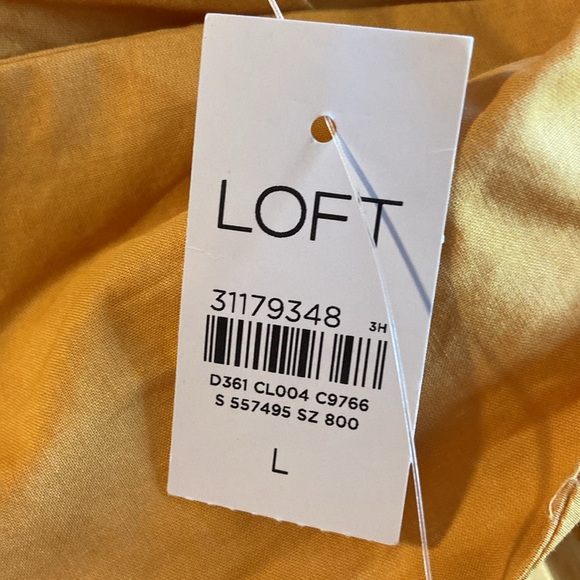 LOFT
31179348 3H
D361 CL004 C9766
S 557495 SZ 800
L